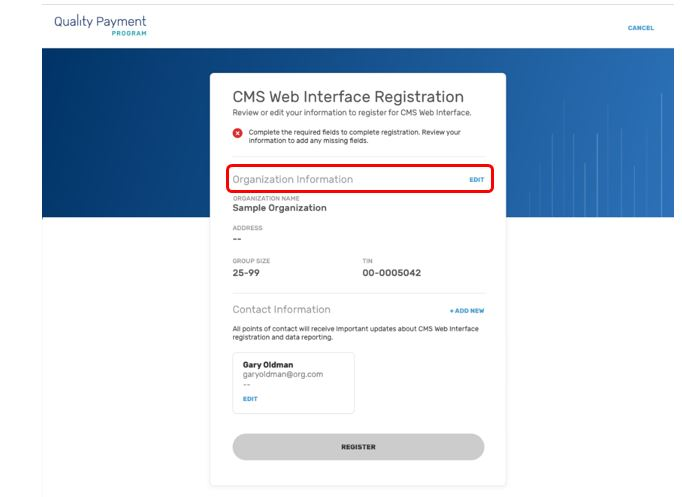 Quality Payment
PROGRAM
CANCEL
CMS Web Interface Registration
Review or edit your information to register for CMS Web Interface.
Complete the required fields to complete registration. Review your
information to add any missing fields.
Organization Information
EDIT
ORGANIZATION NAME
Sample Organization
ADDRESS
--
GROUP SIZE
TIN
25-99
00-0005042
Contact Information
+ ADD NEW
All points of contact will receive important updates about CMS Web Interface
registration and data reporting.
Gary Oldman
garyoldman@org.com
--
EDIT
REGISTER